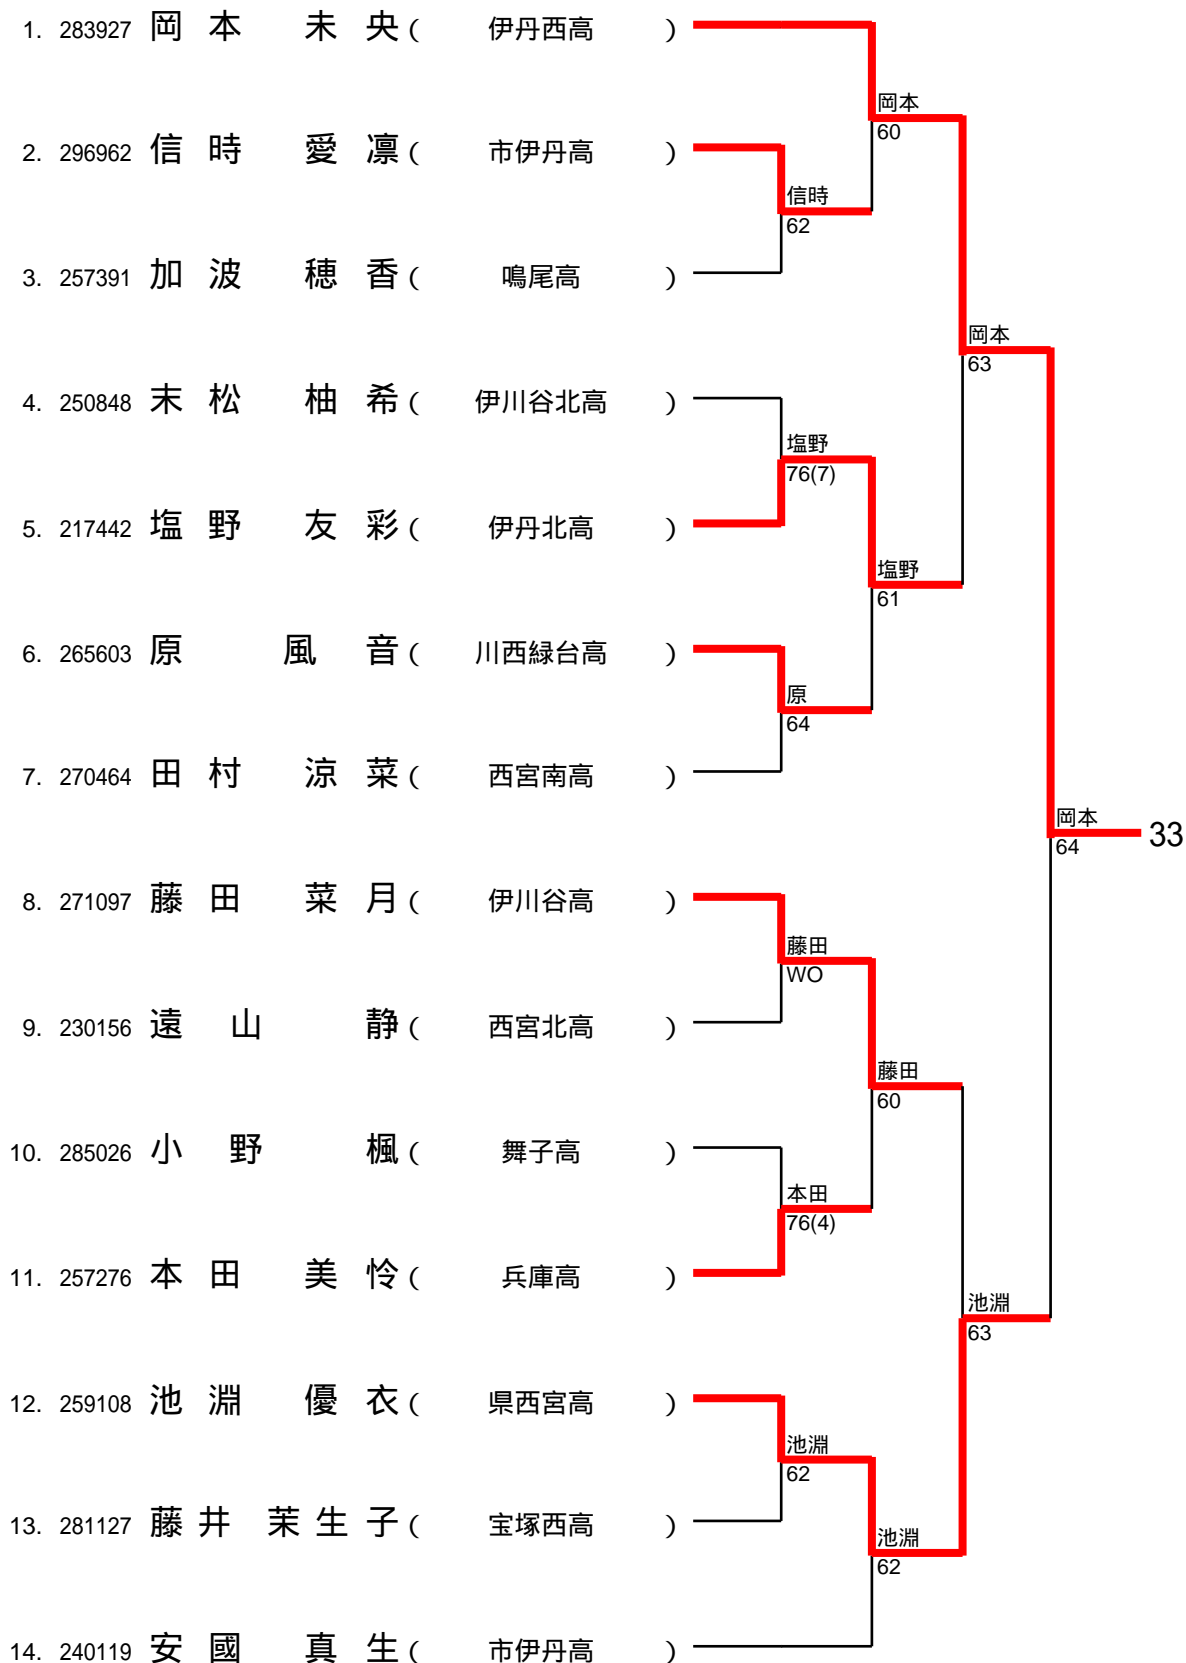 1. 283927 岡本 未央 ( 伊丹西高 )
岡本
60
2. 296962 信時 愛凛 ( 市伊丹高 )
信時
62
3. 257391 加波 穂香 ( 鳴尾高 )
岡本
63
4. 250848 末松 柚希 ( 伊川谷北高 )
塩野
76(7)
5. 217442 塩野 友彩 ( 伊丹北高 )
塩野
61
6. 265603 原 風音 ( 川西緑台高 )
原
64
7. 270464 田村 涼菜 ( 西宮南高 )
岡本
64
33
8. 271097 藤田 菜月 ( 伊川谷高 )
藤田
WO
9. 230156 遠山 静 ( 西宮北高 )
藤田
60
10. 285026 小野 楓 ( 舞子高 )
本田
76(4)
11. 257276 本田 美怜 ( 兵庫高 )
池淵
63
12. 259108 池淵 優衣 ( 県西宮高 )
池淵
62
13. 281127 藤井 茉生子 ( 宝塚西高 )
池淵
62
14. 240119 安國 真生 ( 市伊丹高 )